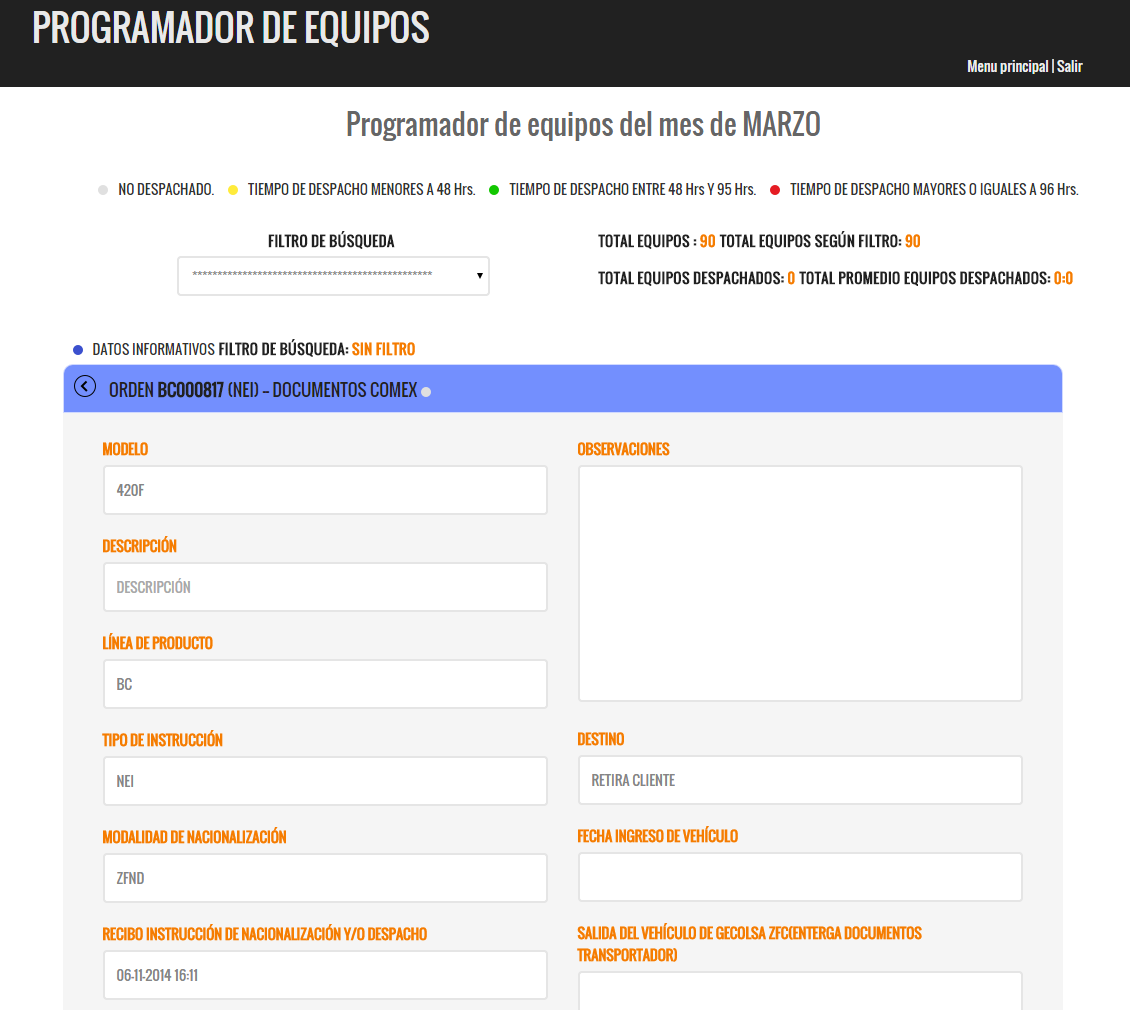 PROGRAMADOR DE EQUIPOS
Menu principal | Salir
Programador de equipos del mes de MARZO
NO DESPACHADO. TIEMPO DE DESPACHO MENORES A 48 Hrs. TIEMPO DE DESPACHO ENTRE 48 Hrs Y 95 Hrs. TIEMPO DE DESPACHO MAYORES O IGUALES A 96 Hrs.
FILTRO DE BÚSQUEDA
************************************************
TOTAL EQUIPOS : 90 TOTAL EQUIPOS SEGÚN FILTRO: 90
TOTAL EQUIPOS DESPACHADOS: 0 TOTAL PROMEDIO EQUIPOS DESPACHADOS: 0:0
DATOS INFORMATIVOS FILTRO DE BÚSQUEDA: SIN FILTRO
ORDEN BC000817 (NEI) – DOCUMENTOS COMEX
MODELO
420F
DESCRIPCIÓN
DESCRIPCIÓN
LÍNEA DE PRODUCTO
BC
TIPO DE INSTRUCCIÓN
NEI
MODALIDAD DE NACIONALIZACIÓN
ZFND
RECIBO INSTRUCCIÓN DE NACIONALIZACIÓN Y/O DESPACHO
06-11-2014 16:11
OBSERVACIONES
DESTINO
RETIRA CLIENTE
FECHA INGRESO DE VEHÍCULO
SALIDA DEL VEHÍCULO DE GECOLSA ZFC(ENTERGA DOCUMENTOS
TRANSPORTADOR)